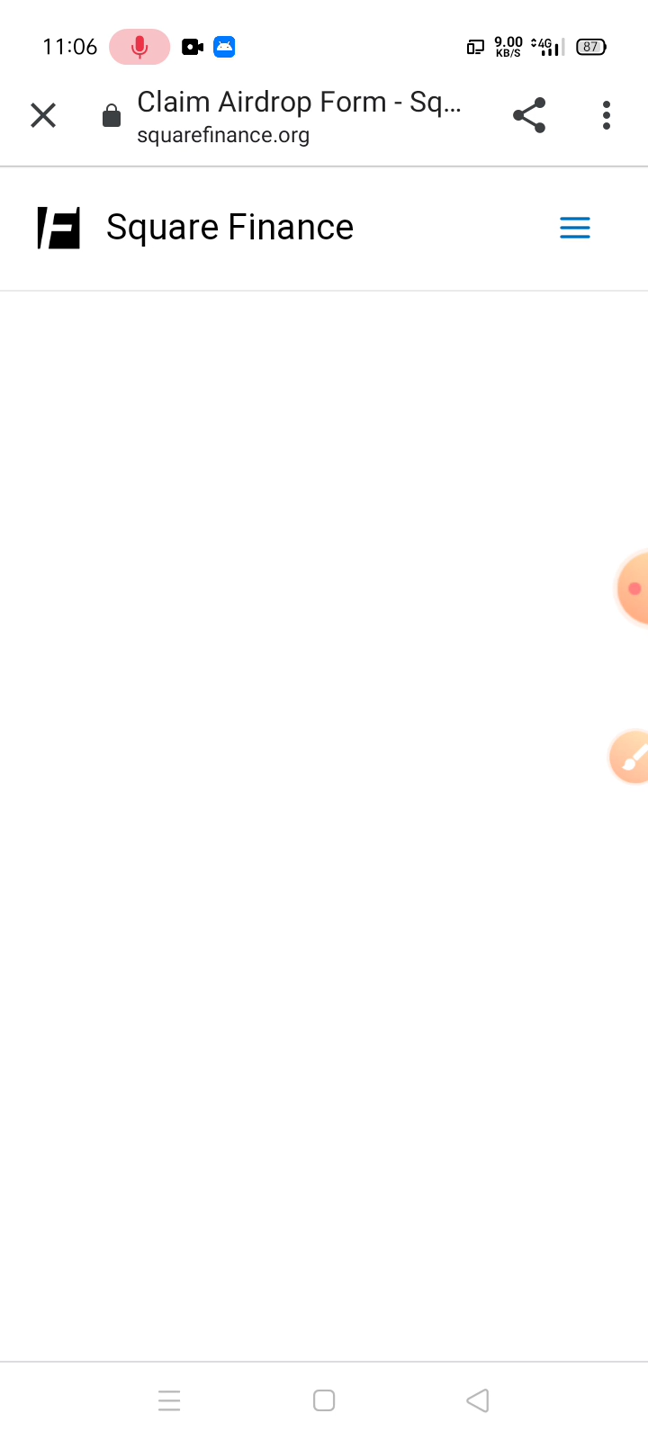 11:06
9.00
KB/S
4G
87
Claim Airdrop Form - Sq...
squarefinance.org
F Square Finance